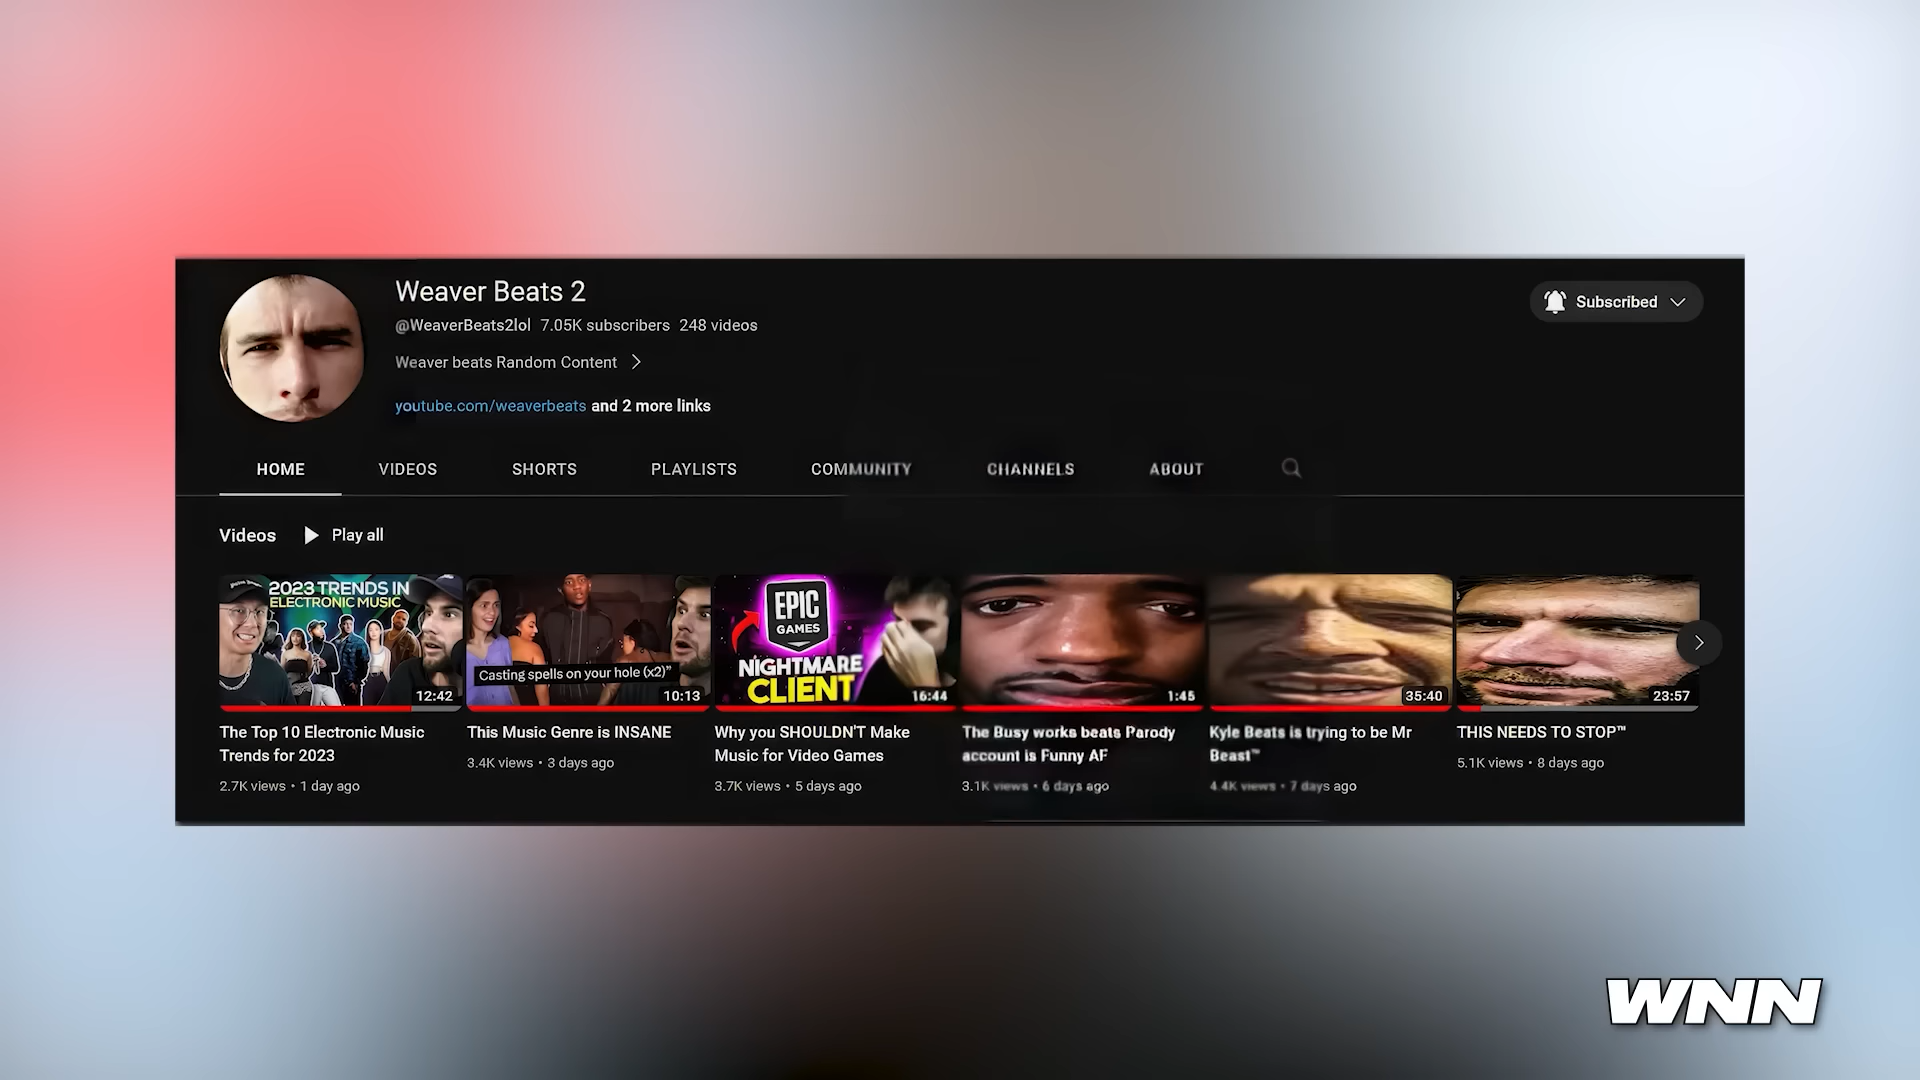 Weaver Beats 2
@WeaverBeats2lol 7.05K subscribers 248 videos
Weaver beats Random Content
youtube.com/weaverbeats and 2 more links
Subscribed
HOME VIDEOS SHORTS PLAYLISTS COMMUNITY CHANNELS ABOUT
Videos Play all
2023 TRENDS IN
ELECTRONIC MUSIC
12:42
Casting spells on your hole (x2)”
10:13
EPIC
GAMES
NIGHTMARE
CLIENT
16:44
1:45
35:40
23:57
The Top 10 Electronic Music
Trends for 2023
2.7K views • 1 day ago
This Music Genre is INSANE
3.4K views • 3 days ago
Why you SHOULDN'T Make
Music for Video Games
3.7K views • 5 days ago
The Busy works beats Parody
account is Funny AF
3.1K views • 6 days ago
Kyle Beats is trying to be Mr
Beast™
4.4K views • 7 days ago
THIS NEEDS TO STOP™
5.1K views • 8 days ago
WNN